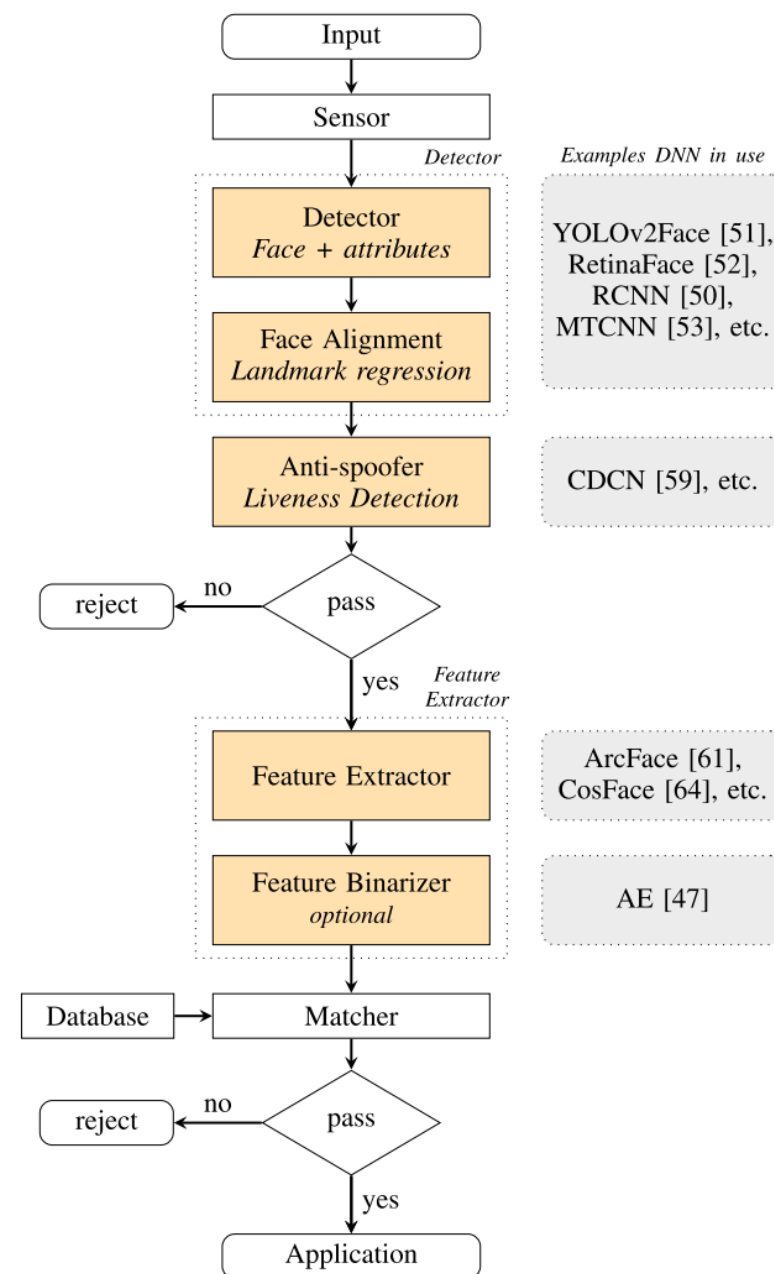 Input
Sensor
Detector
Examples DNN in use
Detector
Face + attributes
YOLOv2Face [51],
RetinaFace [52],
RCNN [50],
MTCNN [53], etc.
Face Alignment
Landmark regression
Anti-spoofer
Liveness Detection
CDCN [59], etc.
pass
no
reject
yes
Feature
Extractor
Feature Extractor
ArcFace [61],
CosFace [64], etc.
Feature Binarizer
optional
AE [47]
Database
Matcher
pass
no
reject
yes
Application